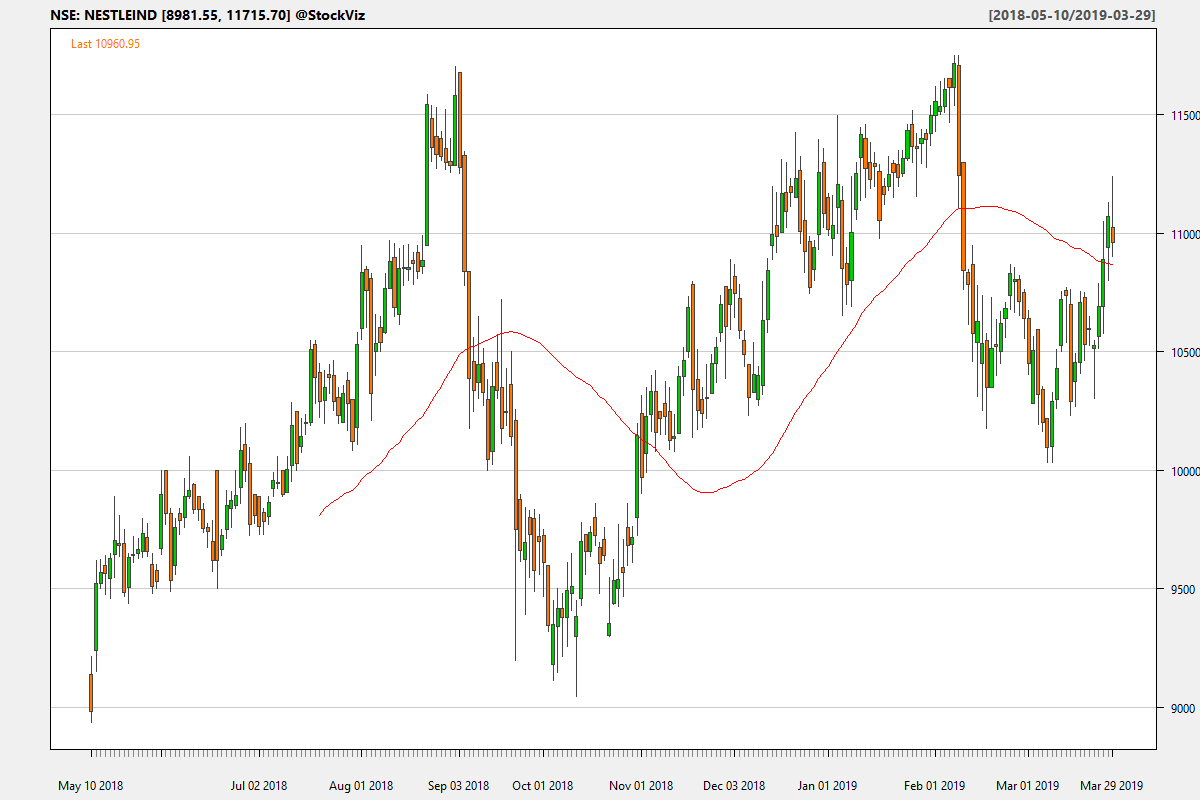 NSE: NESTLEIND [8981.55, 11715.70] @StockViz
[2018-05-10/2019-03-29]
Last 10960.95
11500
11000
10500
10000
9500
9000
May 10 2018
Jul 02 2018
Aug 01 2018
Sep 03 2018
Oct 01 2018
Nov 01 2018
Dec 03 2018
Jan 01 2019
Feb 01 2019
Mar 01 2019
Mar 29 2019